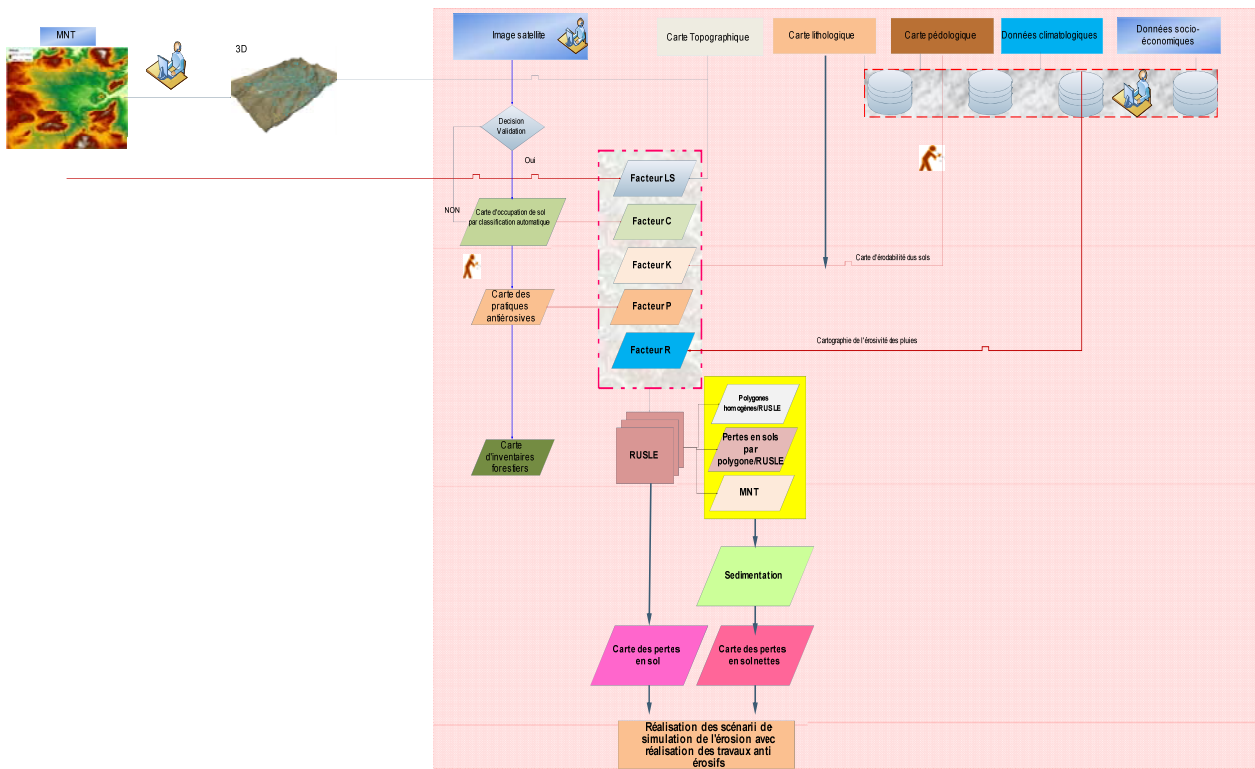 MNT
3D
Image satellite
Carte Topographique
Carte lithologique
Carte pédologique
Données climatologiques
Données socio-
économiques
Decision
Validation
Oui
NON
Carte d'occupation de sol
par classification automatique
Carte des
pratiques
antiérosives
Carte
d'inventaires
forestiers
Facteur LS
Facteur C
Facteur K
Facteur P
Facteur R
Carte d'érodabilité dus sols
Cartographie de l'érosivité des pluies
RUSLE
Polygones
homogènes/RUSLE
Pertes en sols
par
polygone/RUSLE
MNT
Sedimentation
Carte des pertes
en sol
Carte des pertes
en sol nettes
Réalisation des scénarii de
simulation de l'érosion avec
réalisation des travaux anti
érosifs